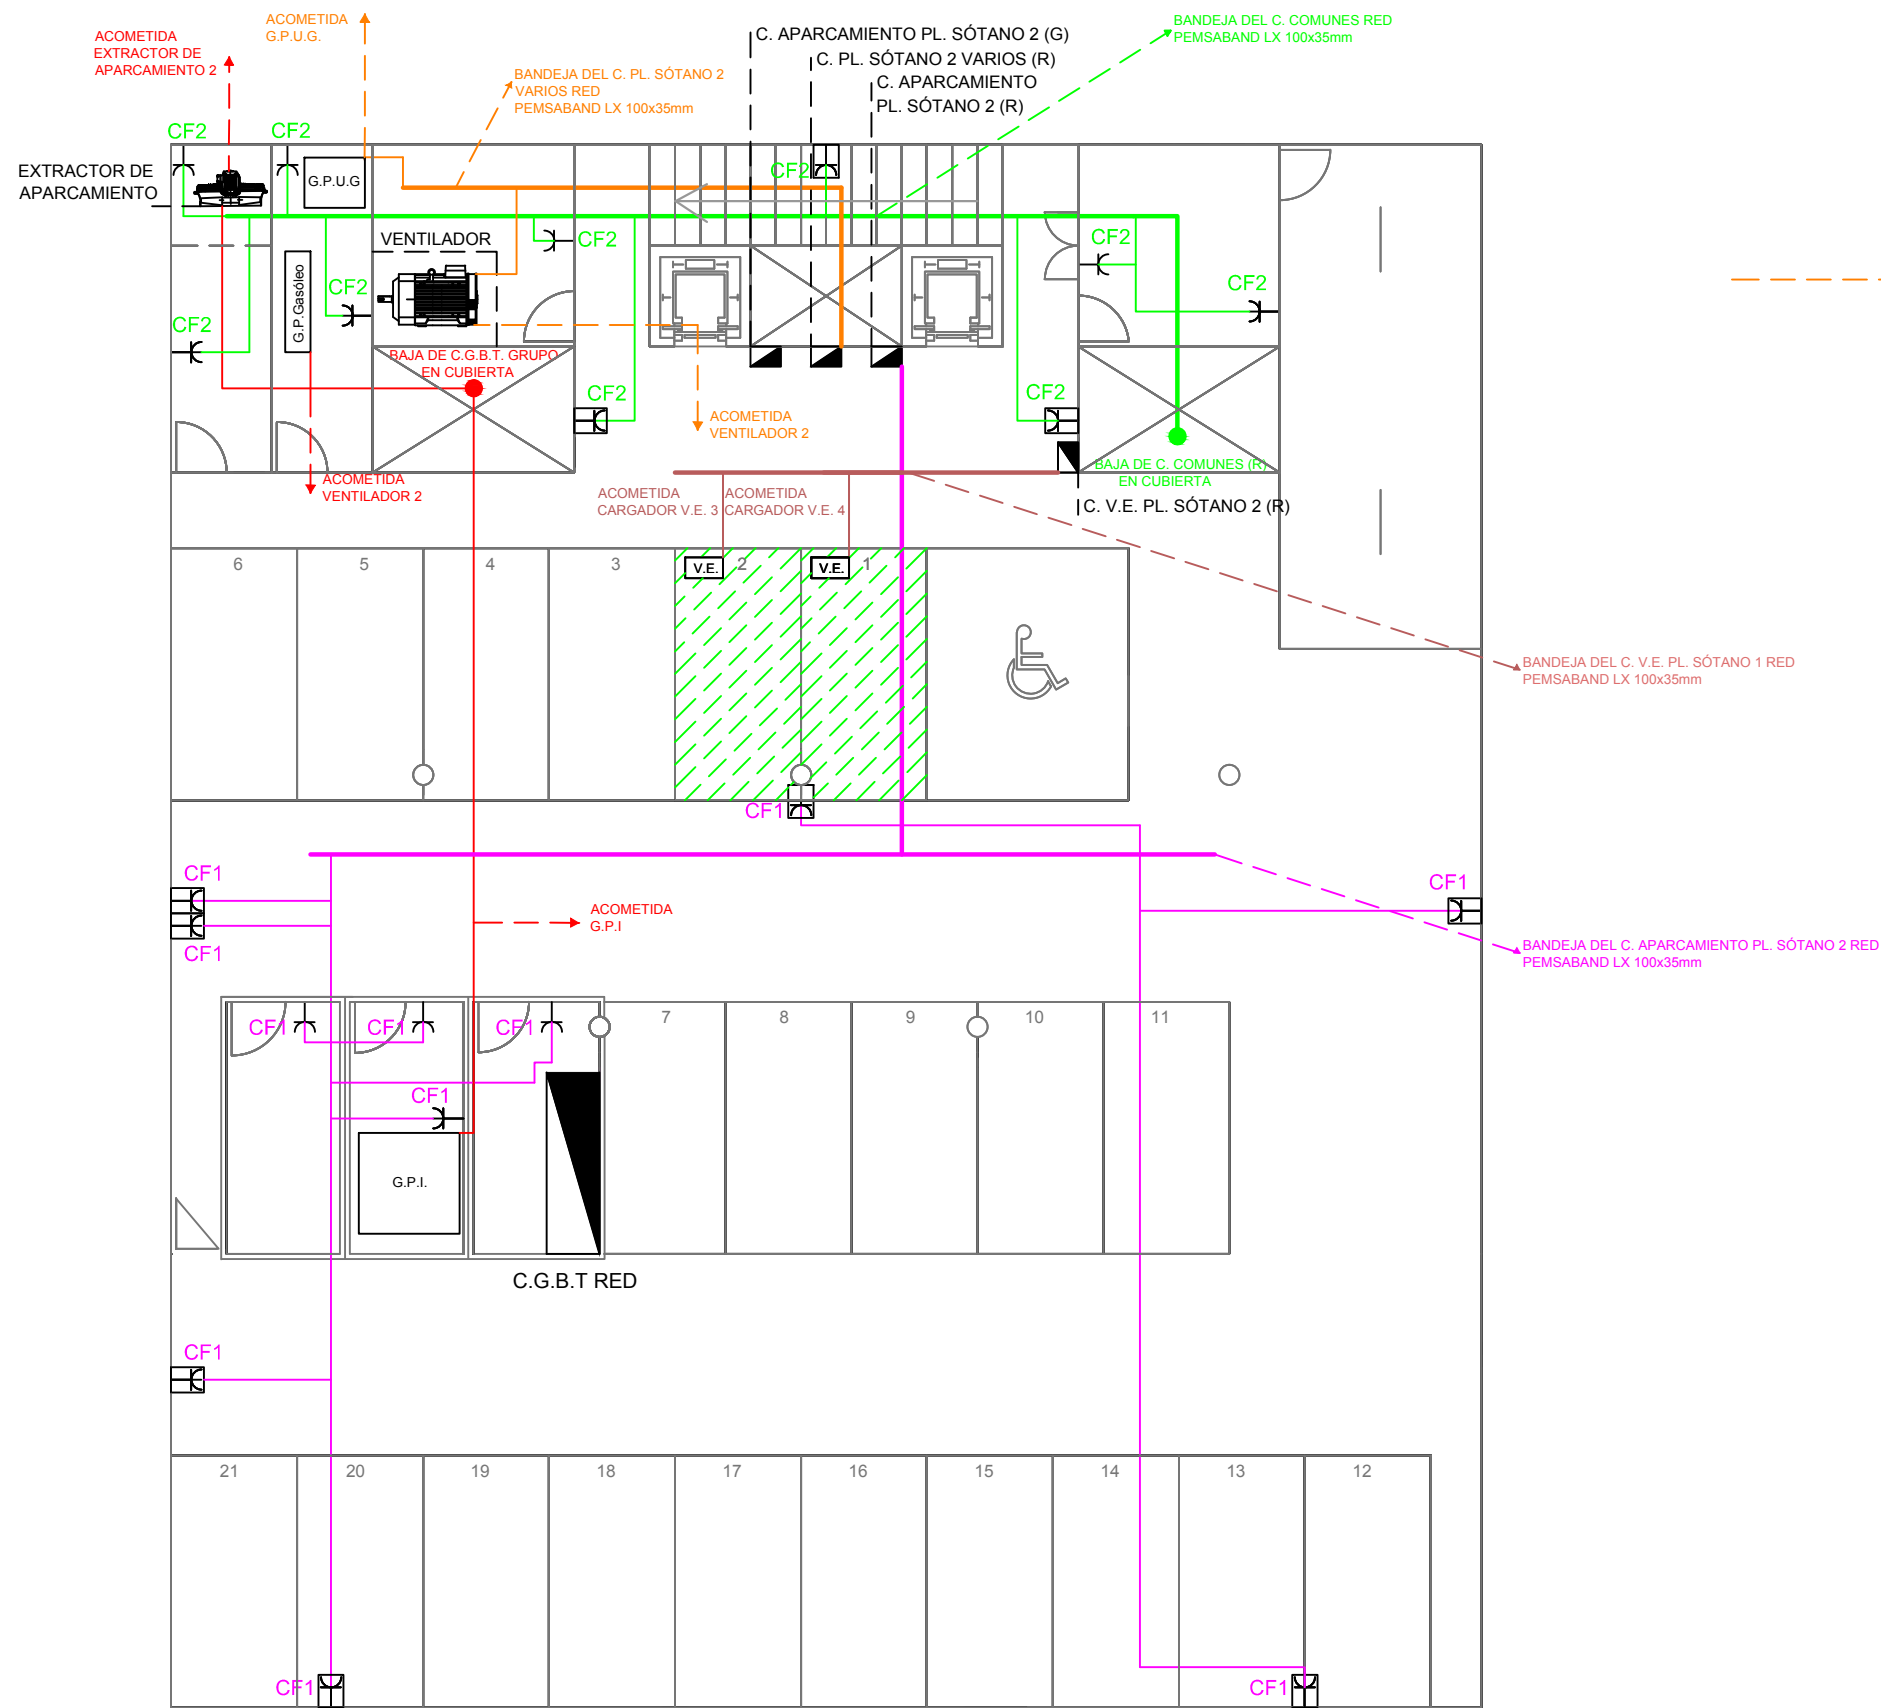 ACOMETIDA
G.P.U.G.
BANDEJA DEL C. COMUNES RED
PEMSABAND LX 100x35mm
ACOMETIDA
EXTRACTOR DE
APARCAMIENTO 2
C. APARCAMIENTO PL. SÓTANO 2 (G)
C. PL. SÓTANO 2 VARIOS (R)
C. APARCAMIENTO
PL. SÓTANO 2 (R)
BANDEJA DEL C. PL. SÓTANO 2
VARIOS RED
PEMSABAND LX 100x35mm
CF2
CF2
CF2
EXTRACTOR DE
APARCAMIENTO
G.P.U.G
VENTILADOR
CF2
CF2
G.P.Gasóleo
CF2
CF2
CF2
BAJA DE C.G.B.T. GRUPO
EN CUBIERTA
CF2
CF2
ACOMETIDA
VENTILADOR 2
BAJA DE C. COMUNES (R)
EN CUBIERTA
ACOMETIDA
VENTILADOR 2
ACOMETIDA
CARGADOR V.E. 3
ACOMETIDA
CARGADOR V.E. 4
C. V.E. PL. SÓTANO 2 (R)
6
5
4
3
V.E.
2
V.E.
1
BANDEJA DEL C. V.E. PL. SÓTANO 1 RED
PEMSABAND LX 100x35mm
CF1
CF1
CF1
CF1
ACOMETIDA
G.P.I
BANDEJA DEL C. APARCAMIENTO PL. SÓTANO 2 RED
PEMSABAND LX 100x35mm
CF1
CF1
CF1
7
8
9
10
11
CF1
G.P.I.
C.G.B.T RED
CF1
21
20
19
18
17
16
15
14
13
12
CF1
CF1